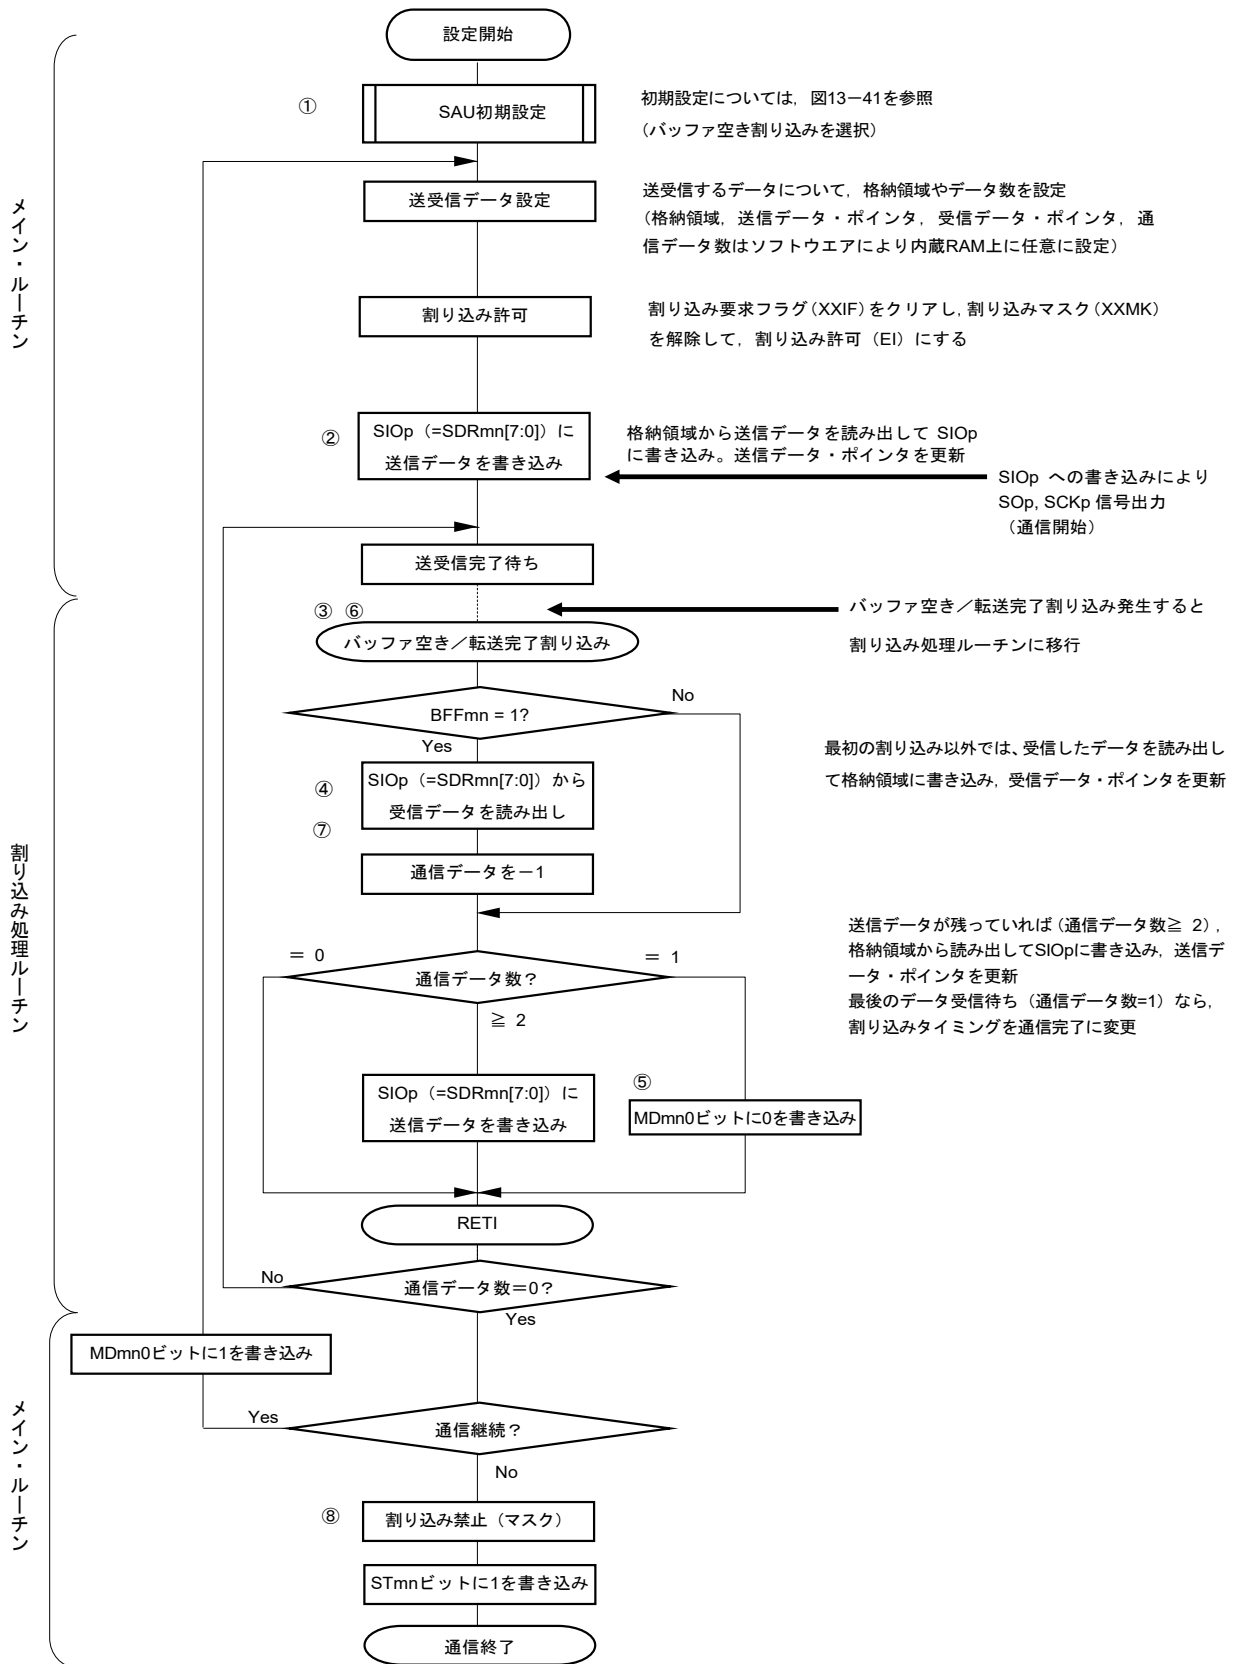 設定開始
①
SAU初期設定
初期設定については，図13－41を参照
（バッファ空き割り込みを選択）
メイン・ルーチン
送受信データ設定
送受信するデータについて，格納領域やデータ数を設定
（格納領域，送信データ・ポインタ，受信データ・ポインタ，通
信データ数はソフトウエアにより内蔵RAM上に任意に設定）
割り込み許可
割り込み要求フラグ（XXIF）をクリアし，割り込みマスク（XXMK）
を解除して，割り込み許可（EI）にする
②
SIOp（=SDRmn[7:0]）に
送信データを書き込み
格納領域から送信データを読み出して SIOp
に書き込み。送信データ・ポインタを更新
SIOp への書き込みにより
SOp, SCKp 信号出力
（通信開始）
送受信完了待ち
③ ⑥
バッファ空き／転送完了割り込み
バッファ空き／転送完了割り込み発生すると
割り込み処理ルーチンに移行
割り込み処理ルーチン
BFFmn = 1?
No
Yes
④
SIOp（=SDRmn[7:0]）から
受信データを読み出し
⑦
最初の割り込み以外では、受信したデータを読み出し
て格納領域に書き込み，受信データ・ポインタを更新
通信データを－1
＝ 0
通信データ数？
＝ 1
≧ 2
送信データが残っていれば（通信データ数≧ 2），
格納領域から読み出してSIOpに書き込み，送信デ
ータ・ポインタを更新
最後のデータ受信待ち（通信データ数=1）なら，
割り込みタイミングを通信完了に変更
SIOp（=SDRmn[7:0]）に
送信データを書き込み
⑤
MDmn0ビットに0を書き込み
RETI
No
通信データ数＝0？
Yes
MDmn0ビットに1を書き込み
メイン・ルーチン
Yes
通信継続？
No
⑧
割り込み禁止（マスク）
STmnビットに1を書き込み
通信終了